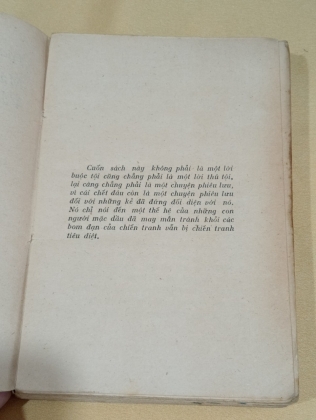 Cuốn sách này không phải là một lời
buộc tội cũng chẳng phải là một lời thú tội,
lại càng chẳng phải là một chuyện phiêu lưu,
vì cái chết đâu còn là một chuyện phiêu lưu
đối với những kẻ đã đứng đối diện với nó.
Nó chỉ nói đến một thế hệ của những con
người mặc dầu đã may mắn tránh khỏi các
bom đạn của chiến tranh vẫn bị chiến tranh
tiêu diệt.